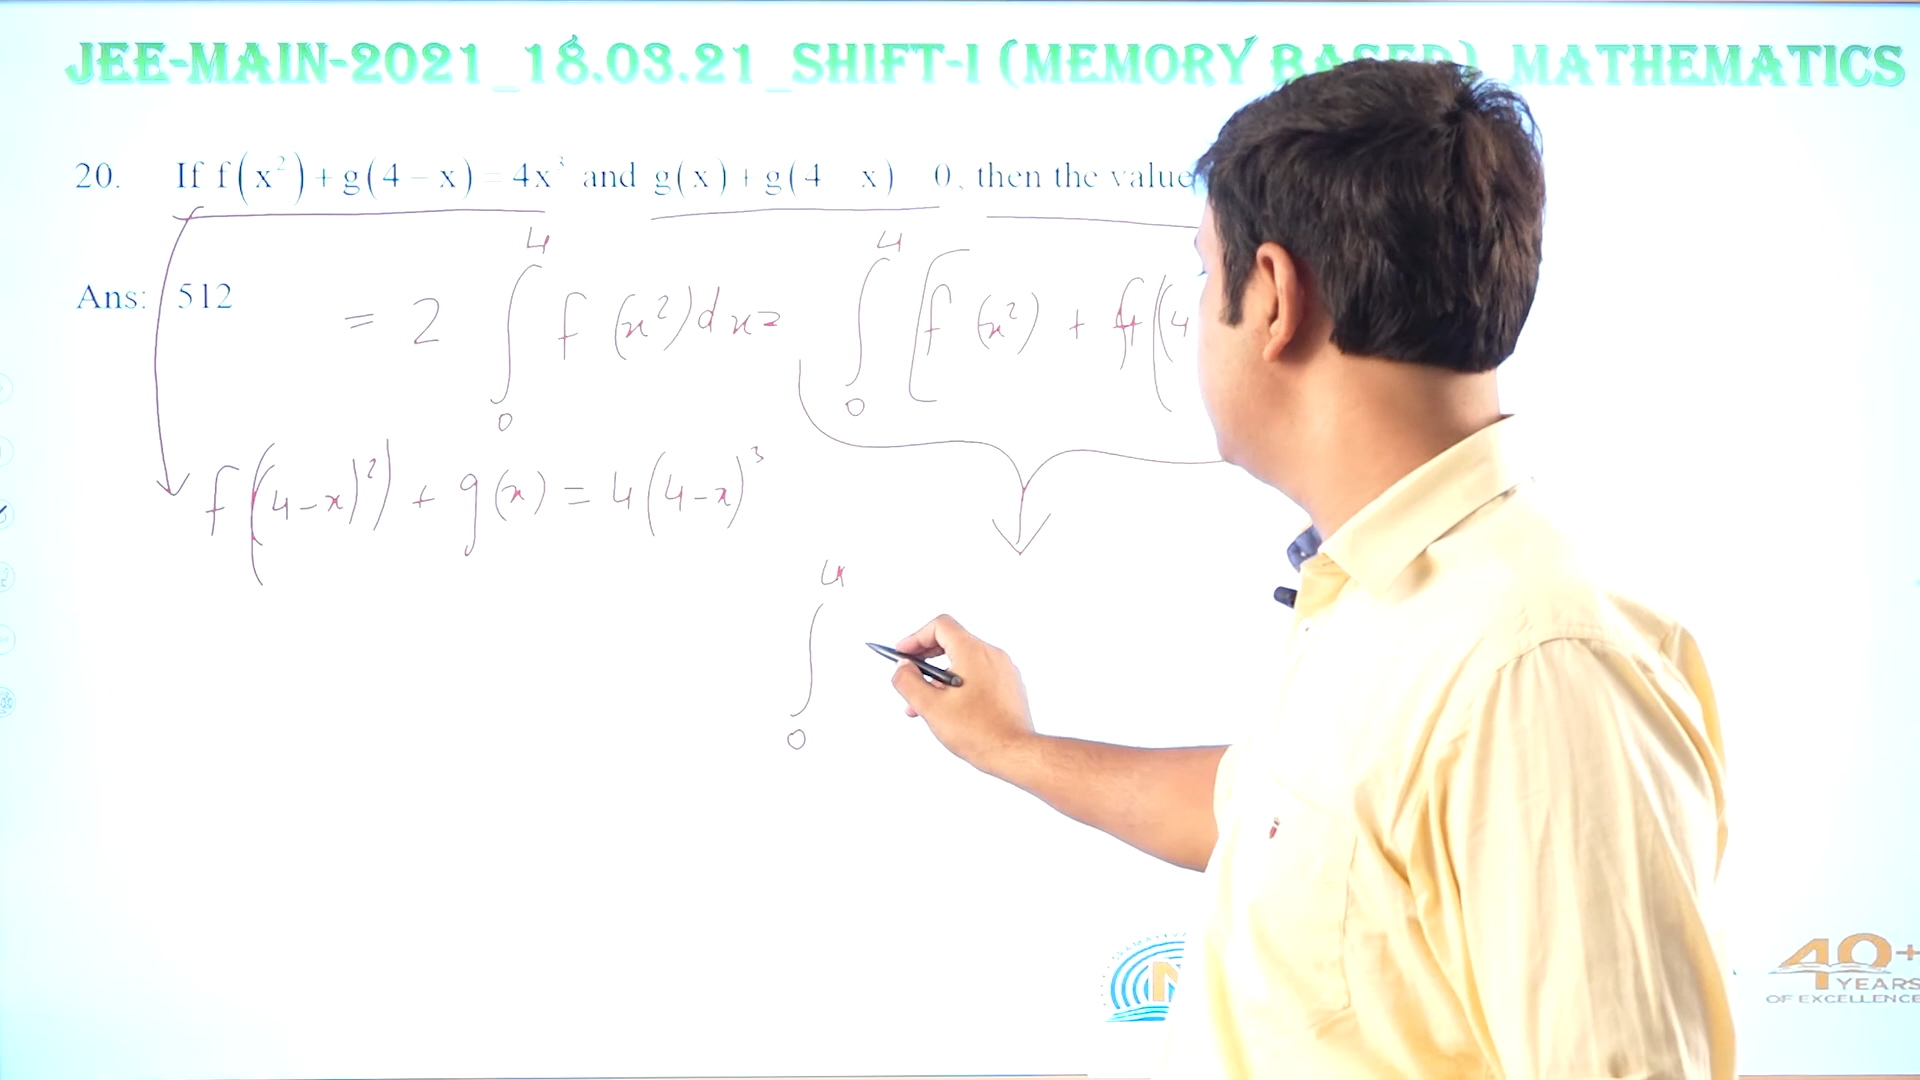 JEE-MAIN-2021_18.03.21_SHIFT-I (MEMORY BASED) MATHEMATICS
20. If f(x²)+g(4−x)=4x³ and g(x)+g(4 x) 0, then the value
Ans: 512
= 2 ∫₀⁴ f(x²)dx = ∫₀⁴ [f(x²) + f((4
f((4−x)²) + g(x) = 4(4−x)³
∫₀⁴
40+
YEARS
OF EXCELLENCE